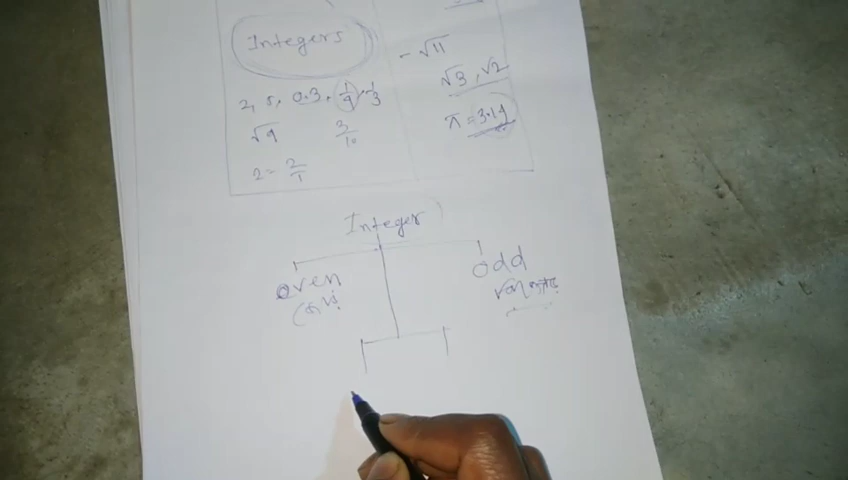 Integers
2, 5, 0.3, 1/4, 1/3
√9 3/10
2 = 2/1
- √11
√3, √2
π = 3.14
Integer
even
odd